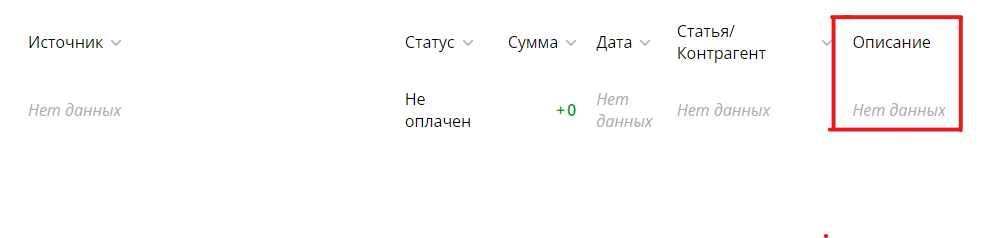 Источник Статус Сумма Дата Статья/
Контрагент Описание
Нет данных Не
оплачен +0 Нет
данных Нет данных Нет данных